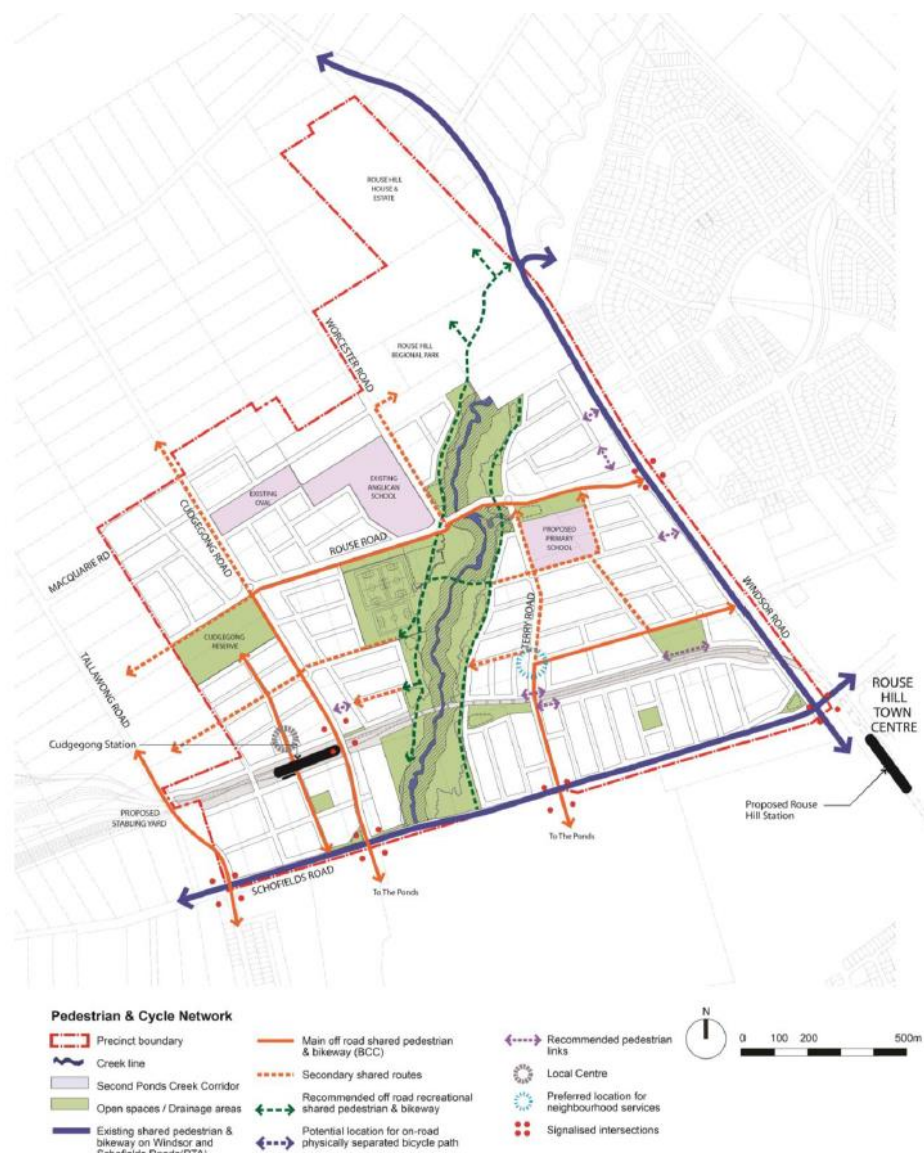 ROUSE HILL
HOUSE &
ESTATE
WORCESTER ROAD
ROUSE HILL
REGIONAL PARK
EXISTING
OVAL
EXISTING
ANGLICAN
SCHOOL
CUDGEGONG ROAD
ROUSE ROAD
MACQUARIE RD
PROPOSED
PRIMARY
SCHOOL
CUDGEGONG
RESERVE
TERRY ROAD
WINDSOR ROAD
TALLAWONG ROAD
ROUSE
HILL
TOWN
CENTRE
Cudgegong Station
PROPOSED
STABLING YARD
Proposed Rouse
Hill Station
To The Ponds
To The Ponds
SCHOFIELDS ROAD
Pedestrian & Cycle Network
Precinct boundary
Creek line
Second Ponds Creek Corridor
Open spaces / Drainage areas
Existing shared pedestrian &
bikeway on Windsor and
Schofields Roads(RTA)
Main off road shared pedestrian
& bikeway (BCC)
Secondary shared routes
Recommended off road recreational
shared pedestrian & bikeway
Potential location for on-road
physically separated bicycle path
Recommended pedestrian
links
Local Centre
Preferred location for
neighbourhood services
Signalised intersections
N
0 100 200 500m